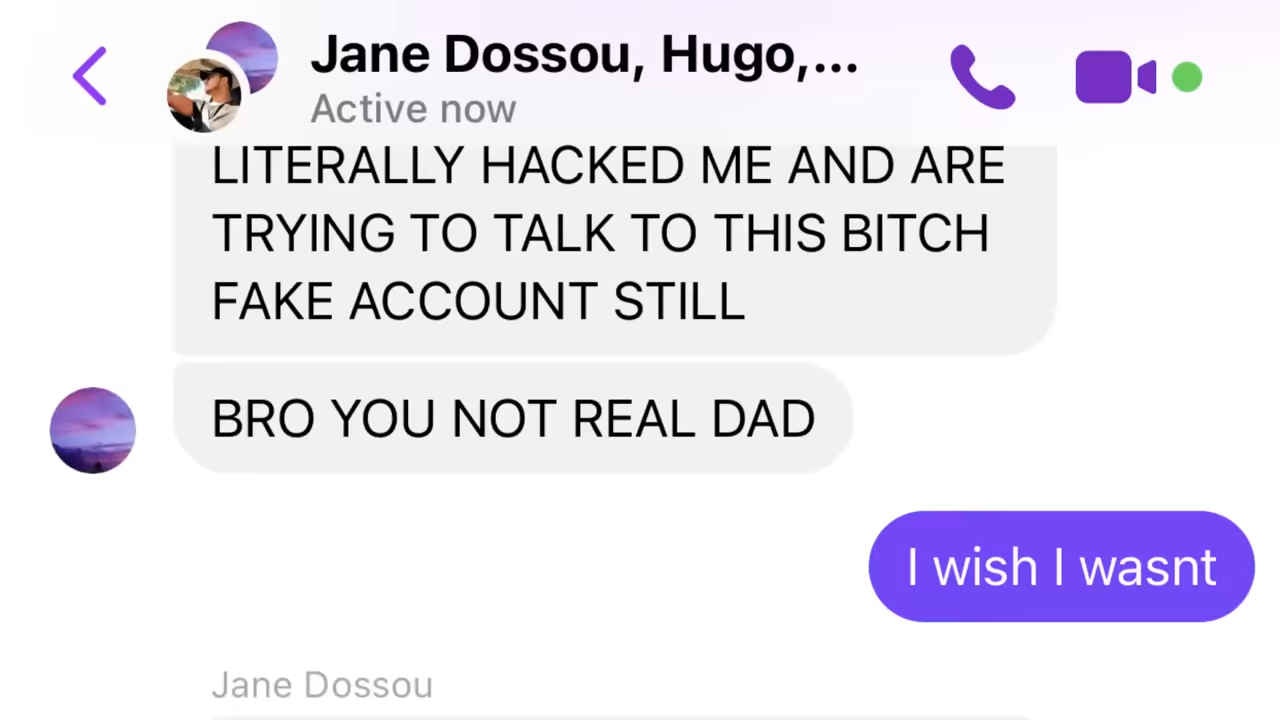 Jane Dossou, Hugo,...
Active now
LITERALLY HACKED ME AND ARE
TRYING TO TALK TO THIS BITCH
FAKE ACCOUNT STILL
BRO YOU NOT REAL DAD
I wish I wasnt
Jane Dossou